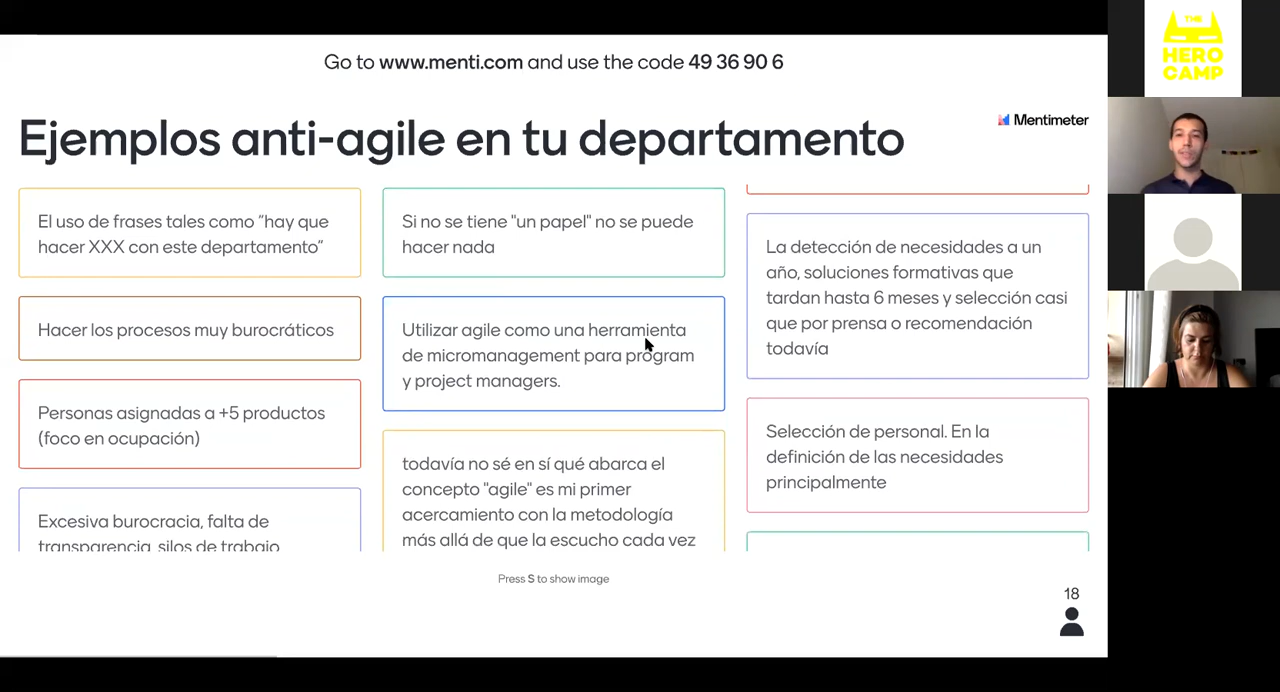 Go to www.menti.com and use the code 49 36 90 6
Mentimeter
Ejemplos anti-agile en tu departamento
El uso de frases tales como "hay que
hacer XXX con este departamento"
Hacer los procesos muy burocráticos
Personas asignadas a +5 productos
(foco en ocupación)
Excesiva burocracia, falta de
transparencia, silos de trabajo
Si no se tiene "un papel" no se puede
hacer nada
Utilizar agile como una herramienta
de micromanagement para program
y project managers.
todavía no sé en sí qué abarca el
concepto "agile" es mi primer
acercamiento con la metodología
más allá de que la escucho cada vez
La detección de necesidades a un
año, soluciones formativas que
tardan hasta 6 meses y selección casi
que por prensa o recomendación
todavía
Selección de personal. En la
definición de las necesidades
principalmente
Press S to show image
18
THE
HERO
CAMP